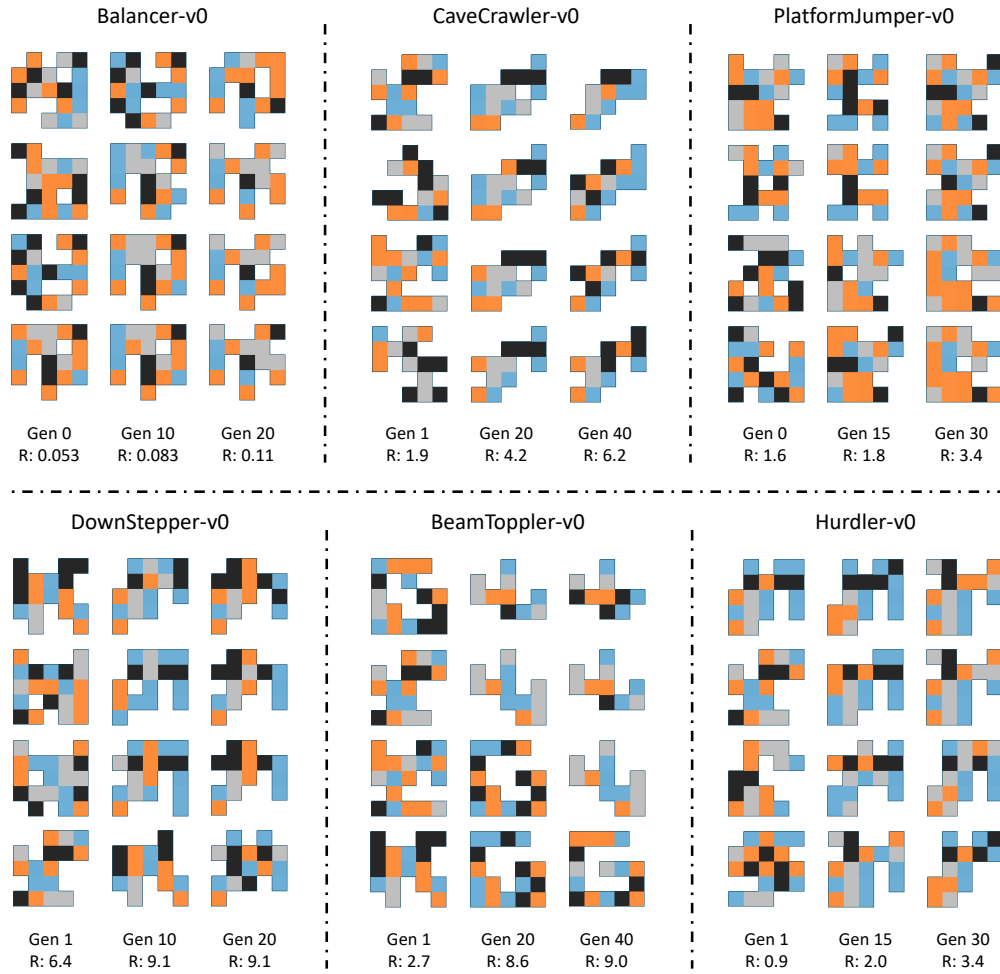 Balancer-v0
CaveCrawler-v0
PlatformJumper-v0
Gen 0
R: 0.053
Gen 10
R: 0.083
Gen 20
R: 0.11
Gen 1
R: 1.9
Gen 20
R: 4.2
Gen 40
R: 6.2
Gen 0
R: 1.6
Gen 15
R: 1.8
Gen 30
R: 3.4
DownStepper-v0
BeamToppler-v0
Hurdler-v0
Gen 1
R: 6.4
Gen 10
R: 9.1
Gen 20
R: 9.1
Gen 1
R: 2.7
Gen 20
R: 8.6
Gen 40
R: 9.0
Gen 1
R: 0.9
Gen 15
R: 2.0
Gen 30
R: 3.4